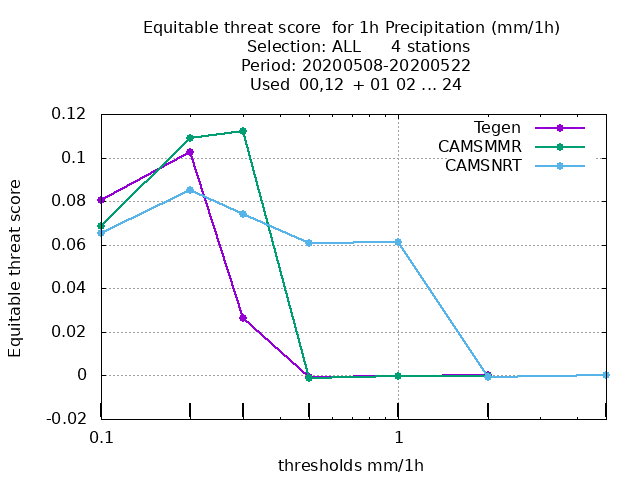 Equitable threat score  for 1h Precipitation (mm/1h)
Selection: ALL      4 stations
Period: 20200508-20200522
Used  00,12  + 01 02 ... 24
Tegen
CAMSMMR
CAMSNRT
0.12
0.1
0.08
0.06
0.04
0.02
0
-0.02
Equitable threat score
0.1
1
thresholds mm/1h